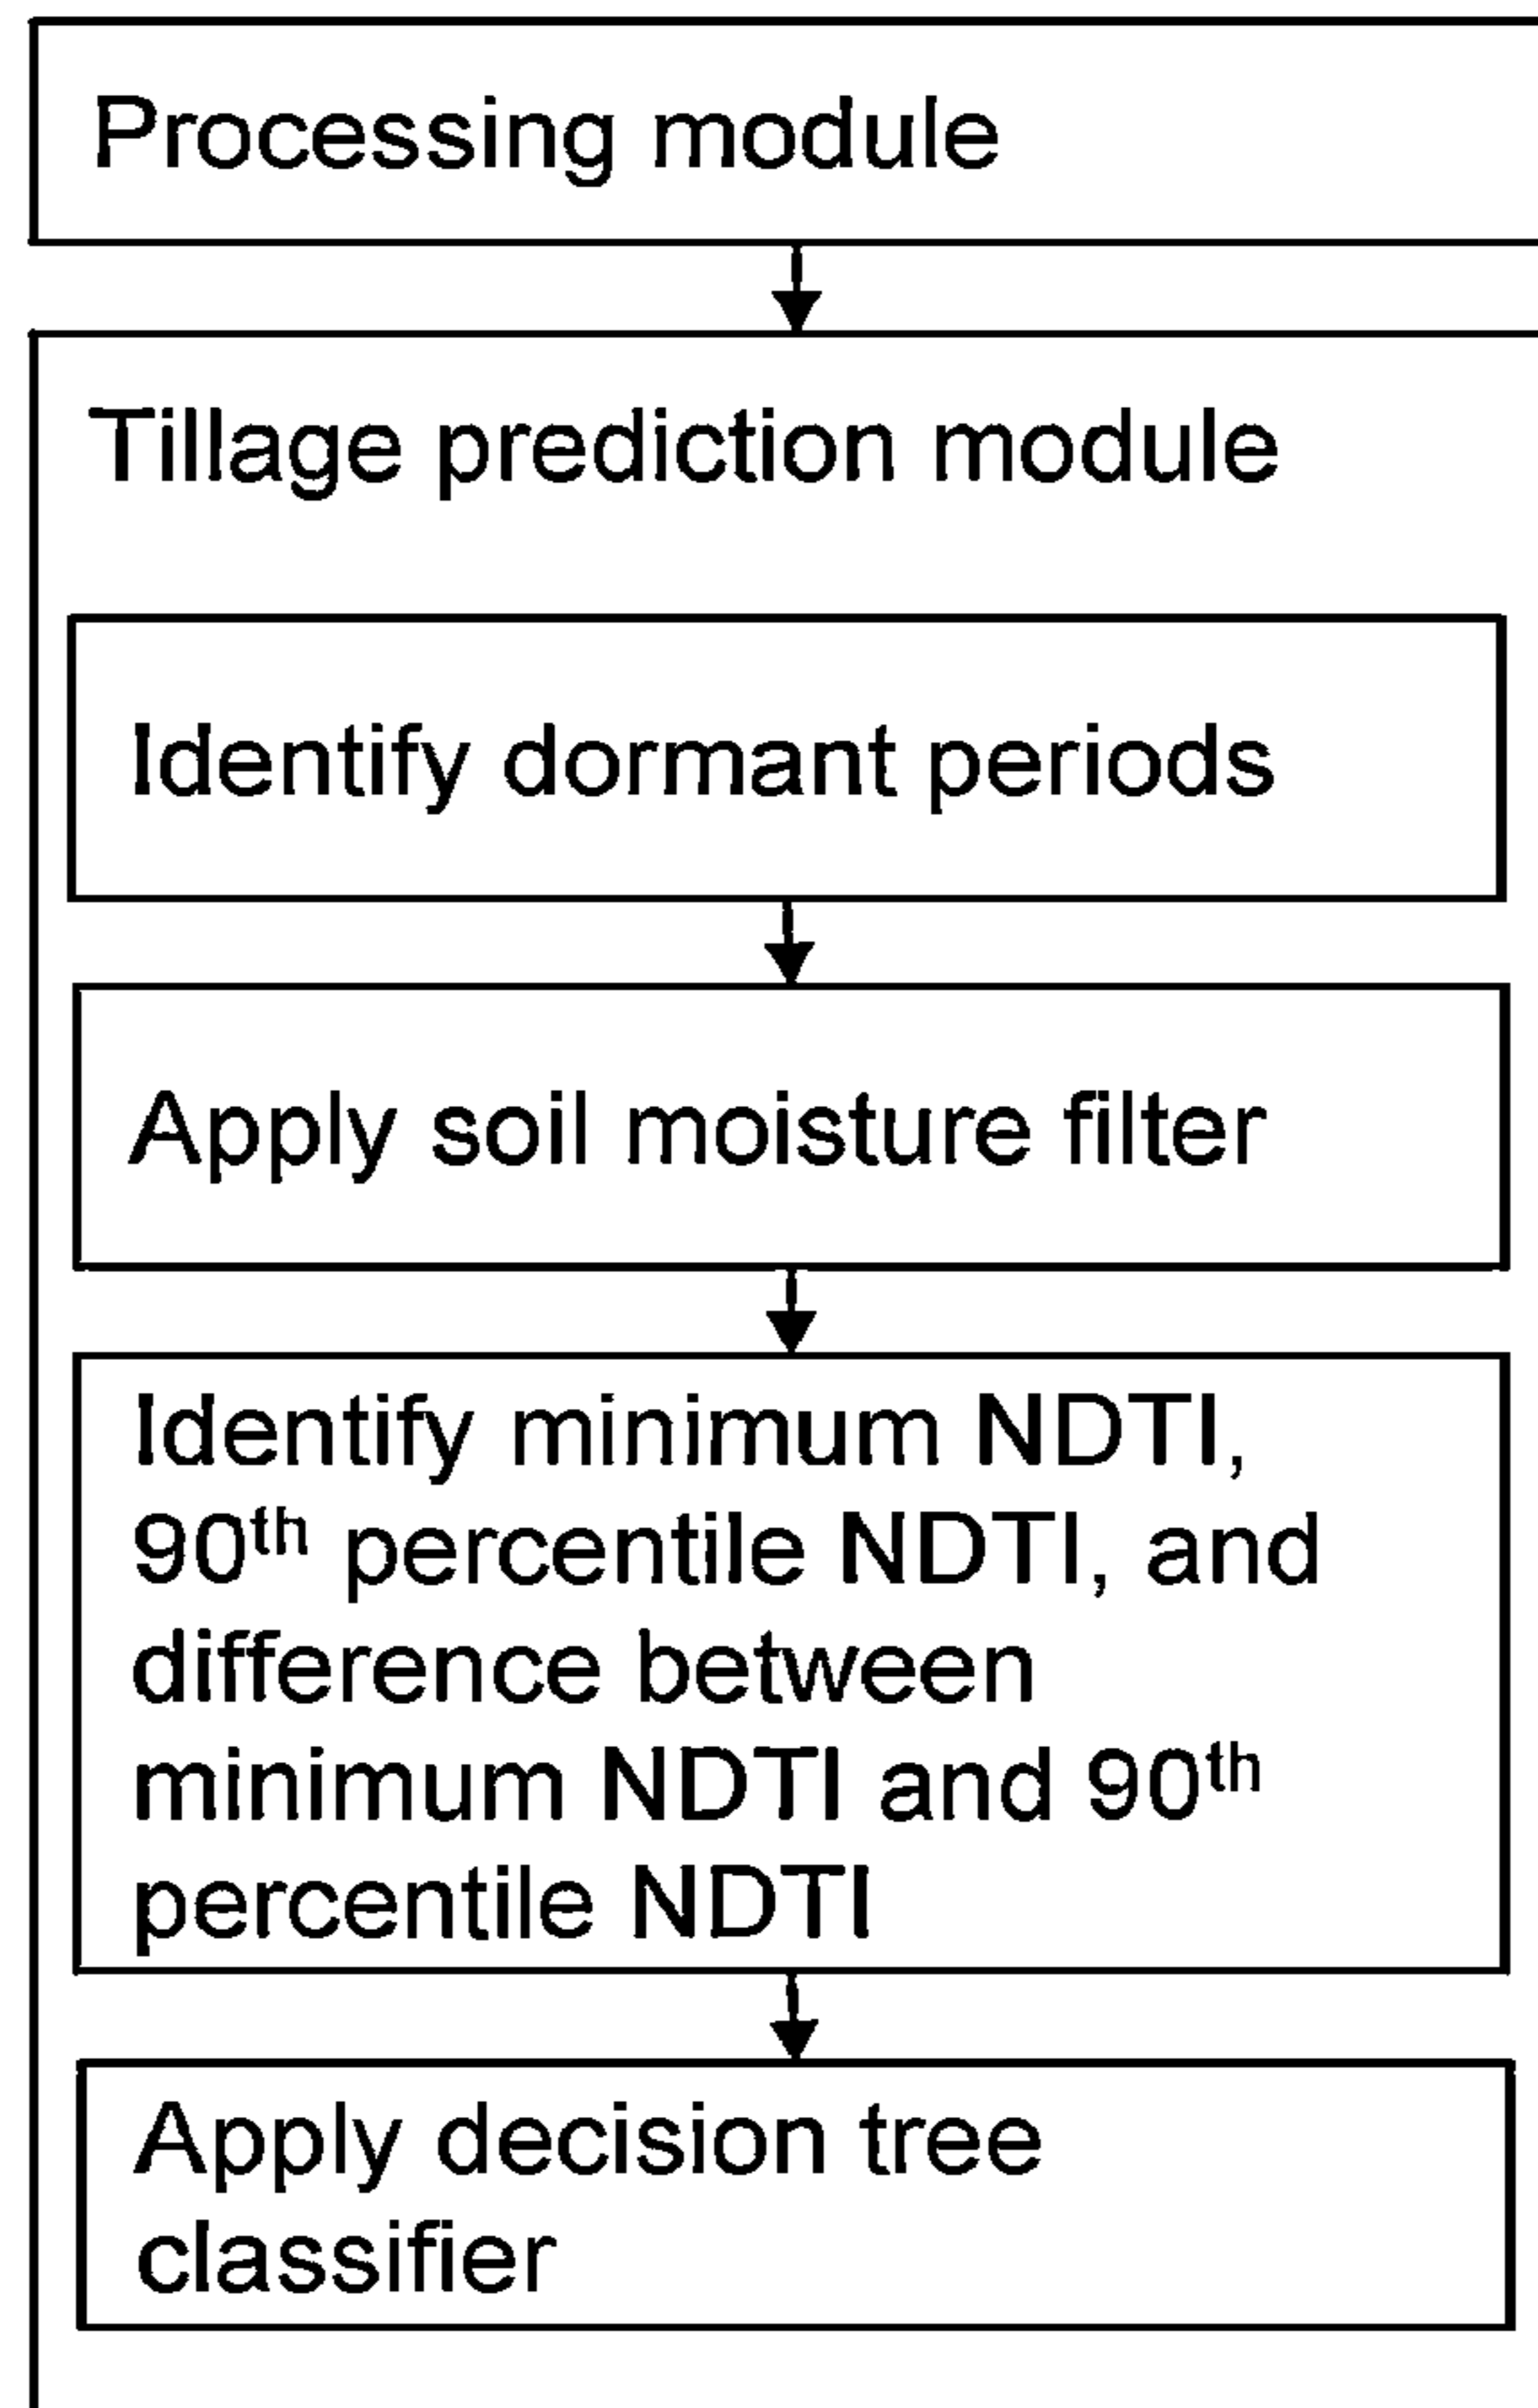 Processing module
Tillage prediction module
Identify dormant periods
Apply soil moisture filter
Identify minimum NDTI,
90th percentile NDTI, and
difference between
minimum NDTI and 90th
percentile NDTI
Apply decision tree
classifier